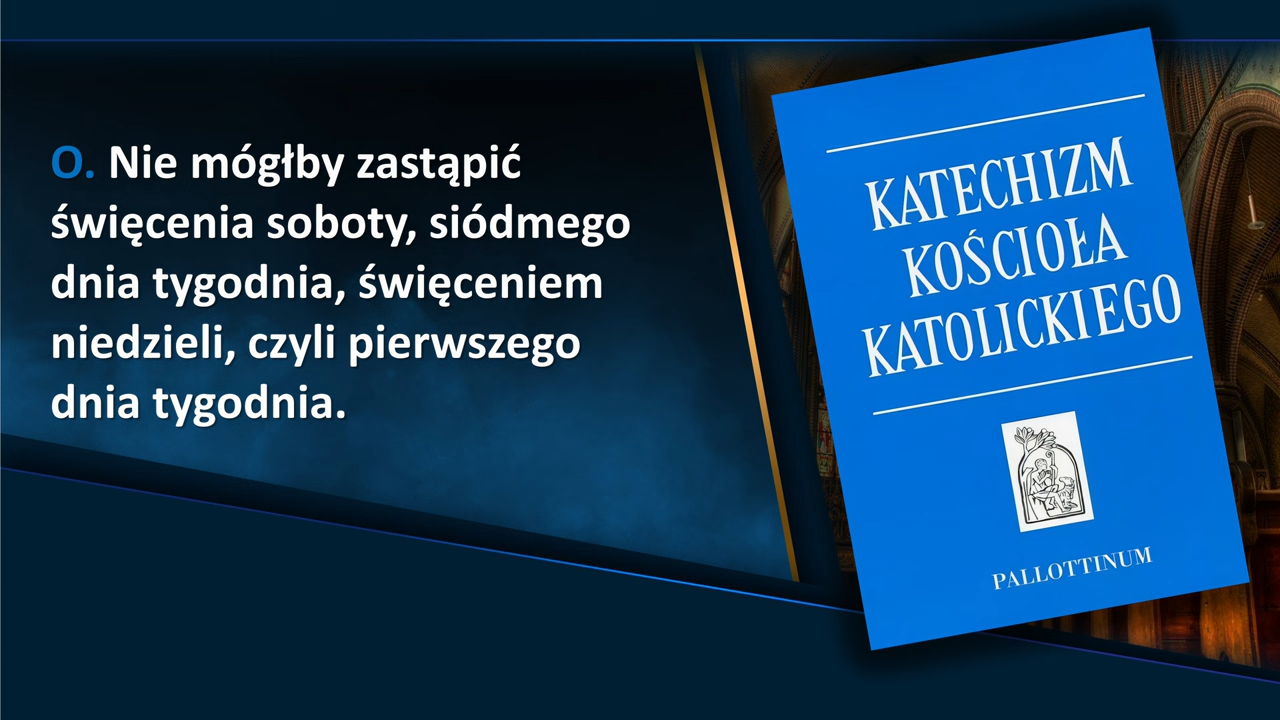 O. Nie mógłby zastąpić
święcenia soboty, siódmego
dnia tygodnia, święceniem
niedzieli, czyli pierwszego
dnia tygodnia.
KATECHIZM
KOŚCIOŁA
KATOLICKIEGO
PALLOTTINUM